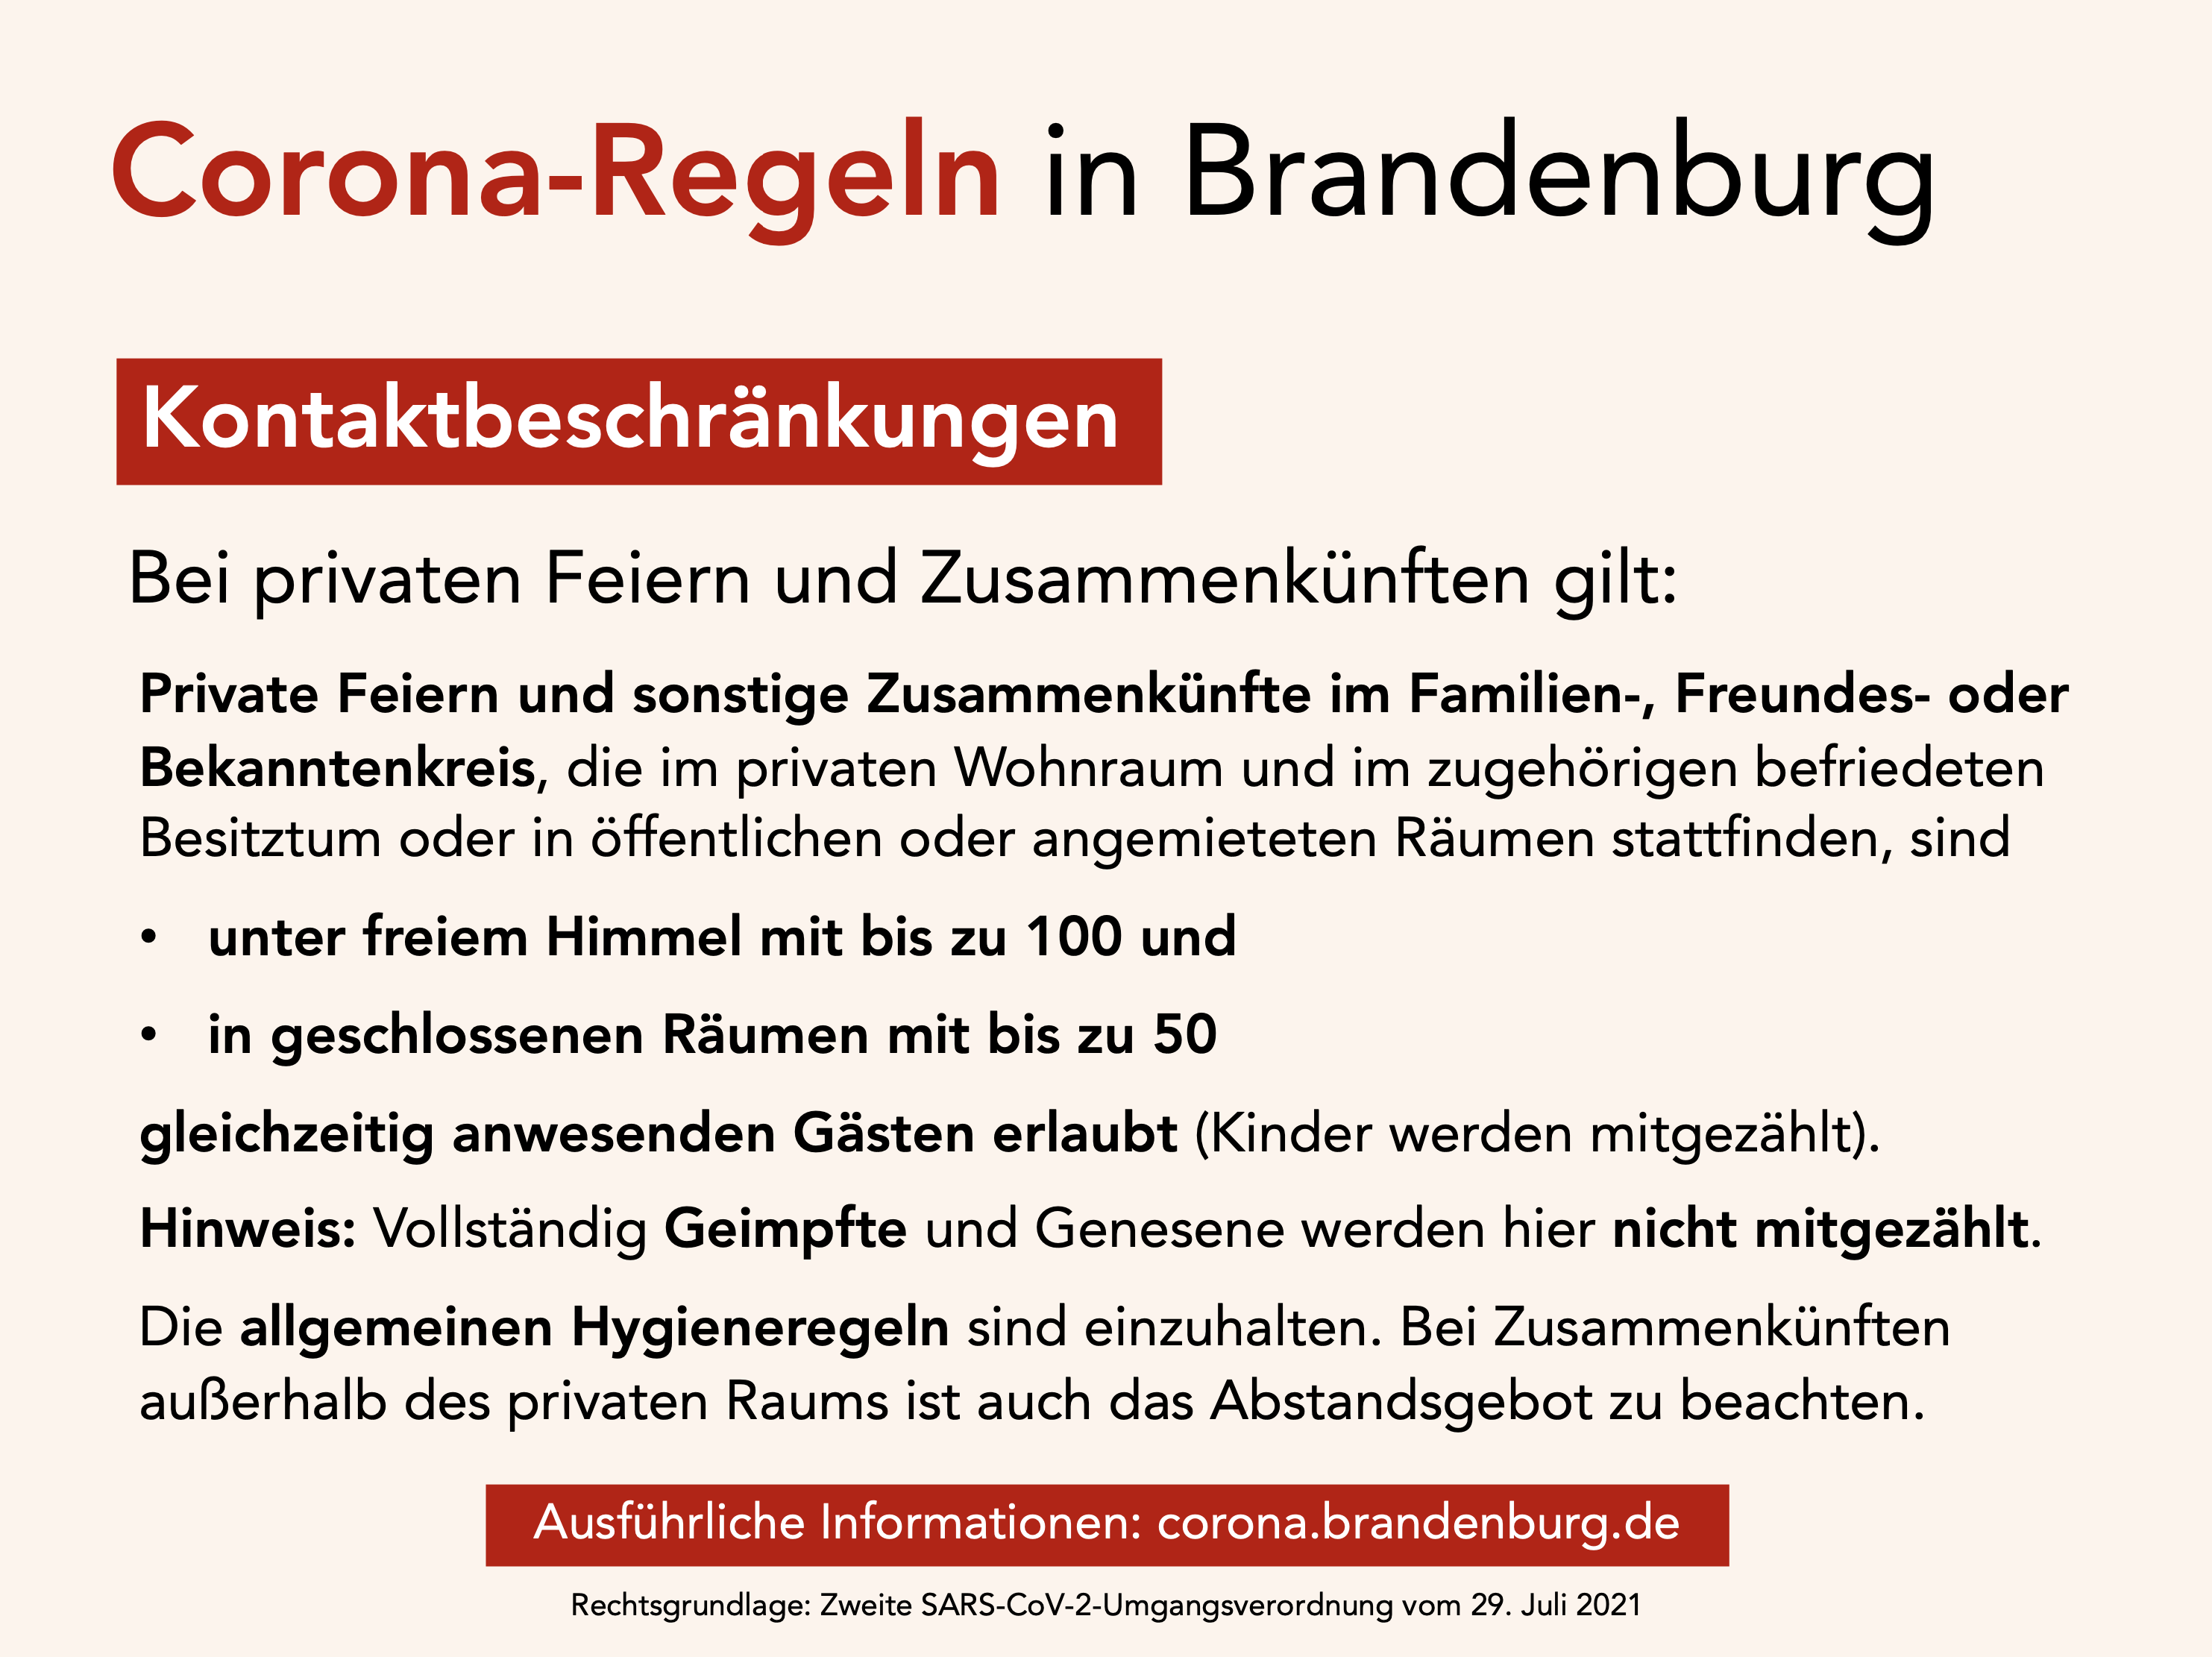 Corona-Regeln in Brandenburg
Kontaktbeschränkungen
Bei privaten Feiern und Zusammenkünften gilt:
Private Feiern und sonstige Zusammenkünfte im Familien-, Freundes- oder
Bekanntenkreis, die im privaten Wohnraum und im zugehörigen befriedeten
Besitztum oder in öffentlichen oder angemieteten Räumen stattfinden, sind
• unter freiem Himmel mit bis zu 100 und
• in geschlossenen Räumen mit bis zu 50
gleichzeitig anwesenden Gästen erlaubt (Kinder werden mitgezählt).
Hinweis: Vollständig Geimpfte und Genesene werden hier nicht mitgezählt.
Die allgemeinen Hygieneregeln sind einzuhalten. Bei Zusammenkünften
außerhalb des privaten Raums ist auch das Abstandsgebot zu beachten.
Ausführliche Informationen: corona.brandenburg.de
Rechtsgrundlage: Zweite SARS-CoV-2-Umgangsverordnung vom 29. Juli 2021